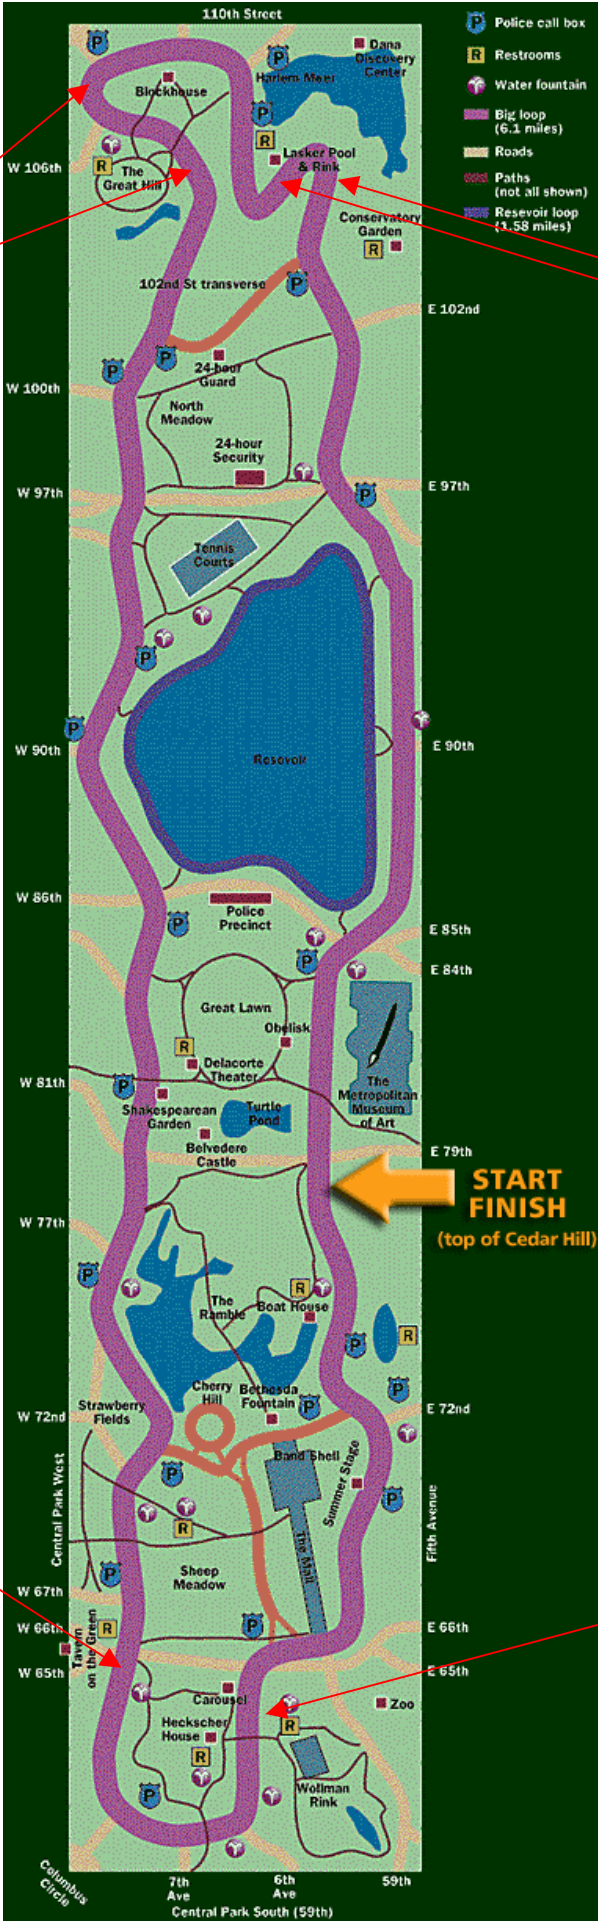 110th Street
P Police call box
R Restrooms
Water fountain
Big loop
(6.1 miles)
Roads
Paths
(not all shown)
Resevoir loop
(1.58 miles)
P
P
Dana
Discovery
Center
Harlem Meer
Blockhouse
P
R
Lasker Pool
& Rink
W 106th
R
The
Great Hill
Conservatory
Garden
R
102nd St transverse
P
E 102nd
P
P
24-hour
Guard
W 100th
North
Meadow
24-hour
Security
W 97th
E 97th
P
Tennis
Courts
P
P
W 90th
E 90th
Resevoir
W 86th
Police
Precinct
P
E 85th
P
E 84th
Great Lawn
Obelisk
R
Delacorte
Theater
W 81th
P
The
Metropolitan
Museum
of Art
Shakespearean
Garden
Turtle
Pond
Belvedere
Castle
E 79th
START
FINISH
(top of Cedar Hill)
W 77th
P
R
The
Ramble
Boat House
P
R
Cherry
Hill
Bethesda
Fountain
P
P
Strawberry
Fields
W 72nd
E 72nd
Band Shell
P
Summer Stage
P
R
Central Park West
Fifth Avenue
The Mall
P
Sheep
Meadow
W 67th
W 66th
R
P
E 66th
Tavern
on the Green
W 65th
E 65th
Carousel
Zoo
Heckscher
House
R
R
P
Wollman
Rink
Columbus
Circle
7th
Ave
6th
Ave
59th
Central Park South (59th)